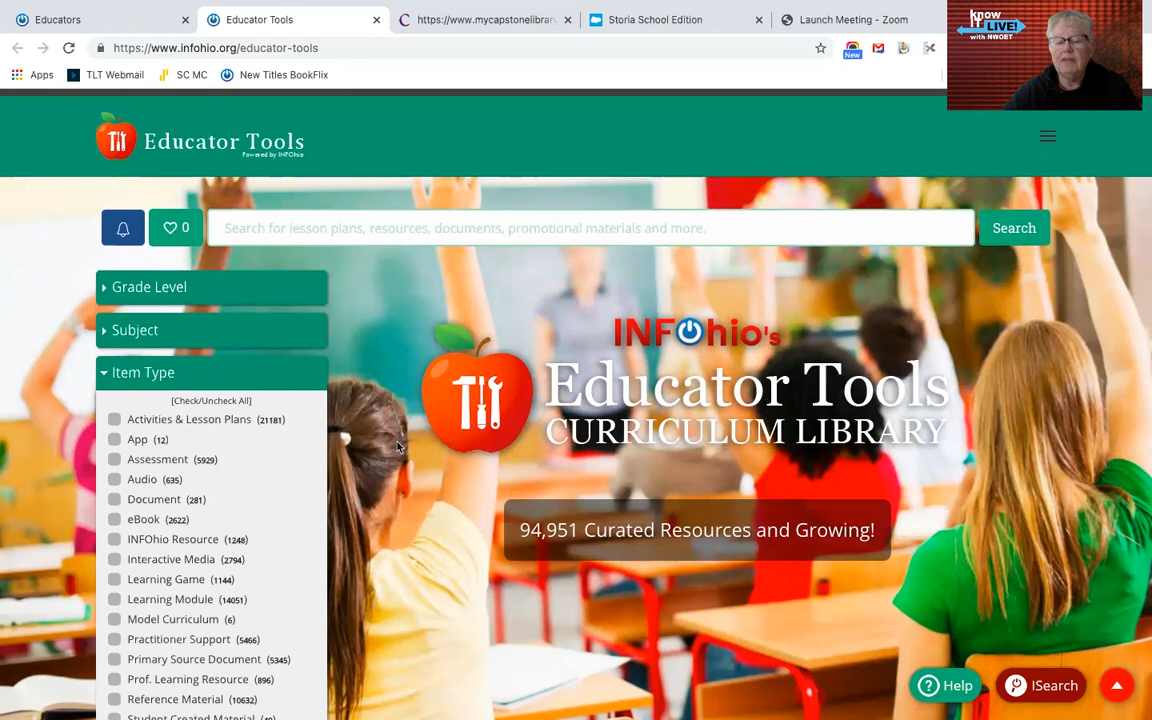 Educators
Educator Tools
https://www.mycapstonelibrary
Storia School Edition
Launch Meeting - Zoom
https://www.infohio.org/educator-tools
New
Apps
TLT Webmail
SC MC
New Titles BookFlix
know
IT LIVE!
with NWOET
Educator Tools
Powered by INFOhio
0
Search for lesson plans, resources, documents, promotional materials and more.
Search
Grade Level
Subject
Item Type
[Check/Uncheck All]
Activities & Lesson Plans (21181)
App (12)
Assessment (5929)
Audio (635)
Document (281)
eBook (2622)
INFOhio Resource (1248)
Interactive Media (2794)
Learning Game (1144)
Learning Module (14051)
Model Curriculum (6)
Practitioner Support (5466)
Primary Source Document (5345)
Prof. Learning Resource (896)
Reference Material (10632)
Student Created Material (40)
INFOhio's
Educator Tools
CURRICULUM LIBRARY
94,951 Curated Resources and Growing!
Help
ISearch